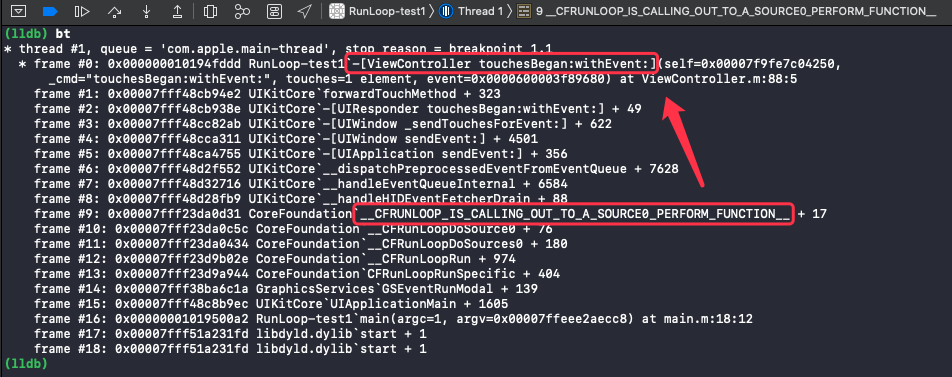 RunLoop-test1 〉 Thread 1 〉 9 __CFRUNLOOP_IS_CALLING_OUT_TO_A_SOURCE0_PERFORM_FUNCTION__
(lldb) bt
* thread #1, queue = 'com.apple.main-thread', stop reason = breakpoint 1.1
  * frame #0: 0x000000010194fddd RunLoop-test1`-[ViewController touchesBegan:withEvent:](self=0x00007f9fe7c04250,
_cmd="touchesBegan:withEvent:", touches=1 element, event=0x0000600003f89680) at ViewController.m:88:5
    frame #1: 0x00007fff48cb94e2 UIKitCore`forwardTouchMethod + 323
    frame #2: 0x00007fff48cb938e UIKitCore`-[UIResponder touchesBegan:withEvent:] + 49
    frame #3: 0x00007fff48cc82ab UIKitCore`-[UIWindow _sendTouchesForEvent:] + 622
    frame #4: 0x00007fff48cca311 UIKitCore`-[UIWindow sendEvent:] + 4501
    frame #5: 0x00007fff48ca4755 UIKitCore`-[UIApplication sendEvent:] + 356
    frame #6: 0x00007fff48d2f552 UIKitCore`__dispatchPreprocessedEventFromEventQueue + 7628
    frame #7: 0x00007fff48d32716 UIKitCore`__handleEventQueueInternal + 6584
    frame #8: 0x00007fff48d28fb9 UIKitCore`__handleHIDEventFetcherDrain + 88
    frame #9: 0x00007fff23da0d31 CoreFoundation`__CFRUNLOOP_IS_CALLING_OUT_TO_A_SOURCE0_PERFORM_FUNCTION__ + 17
    frame #10: 0x00007fff23da0c5c CoreFoundation`__CFRunLoopDoSource0 + 76
    frame #11: 0x00007fff23da0434 CoreFoundation`__CFRunLoopDoSources0 + 180
    frame #12: 0x00007fff23d9b02e CoreFoundation`__CFRunLoopRun + 974
    frame #13: 0x00007fff23d9a944 CoreFoundation`CFRunLoopRunSpecific + 404
    frame #14: 0x00007fff38ba6c1a GraphicsServices`GSEventRunModal + 139
    frame #15: 0x00007fff48c8b9ec UIKitCore`UIApplicationMain + 1605
    frame #16: 0x00000001019500a2 RunLoop-test1`main(argc=1, argv=0x00007ffeee2aecc8) at main.m:18:12
    frame #17: 0x00007fff51a231fd libdyld.dylib`start + 1
    frame #18: 0x00007fff51a231fd libdyld.dylib`start + 1
(lldb)